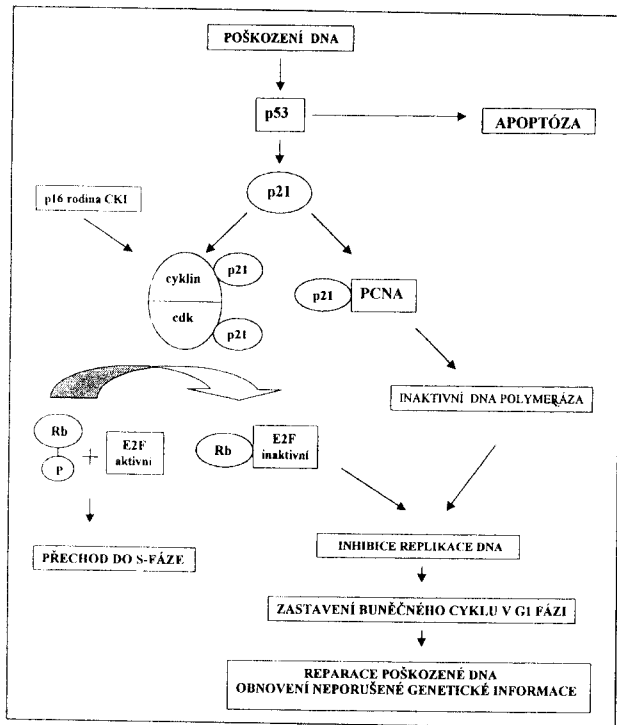 POŠKOZENÍ DNA
p53
APOPTÓZA
p21
p16 rodina CKI
cyklin
p21
cdk
p21
p21
PCNA
INAKTIVNÍ DNA POLYMERÁZA
Rb
P
+
E2F
aktivní
Rb
E2F
inaktivní
PŘECHOD DO S-FÁZE
INHIBICE REPLIKACE DNA
ZASTAVENÍ BUNĚČNÉHO CYKLU V G1 FÁZI
REPARACE POŠKOZENÉ DNA
OBNOVENÍ NEPORUŠENÉ GENETICKÉ INFORMACE